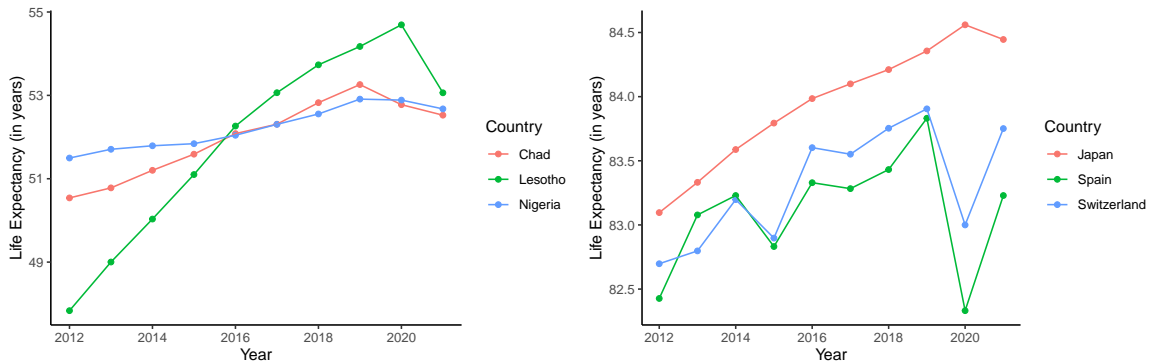 Life Expectancy (in years)
55
53
51
49
2012
2014
2016
2018
2020
Year
Country
Chad
Lesotho
Nigeria
Life Expectancy (in years)
84.5
84.0
83.5
83.0
82.5
2012
2014
2016
2018
2020
Year
Country
Japan
Spain
Switzerland